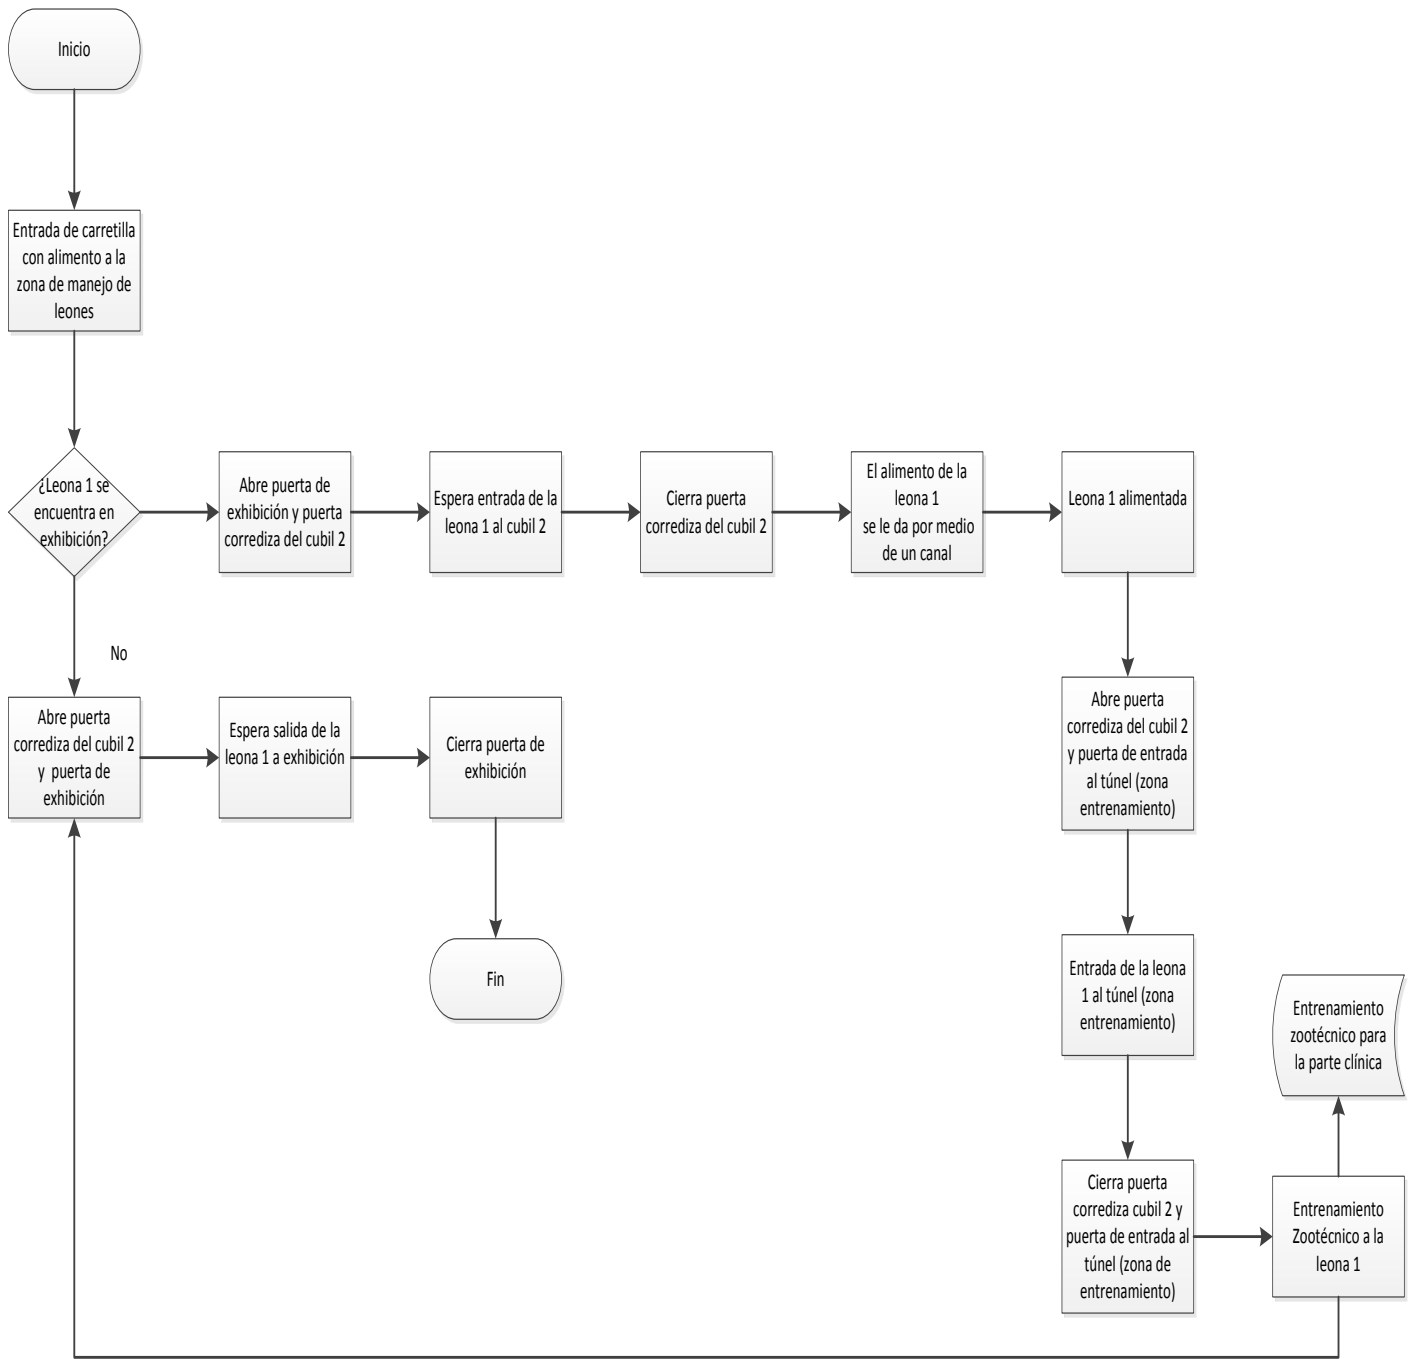 Inicio
Entrada de carretilla
con alimento a la
zona de manejo de
leones
¿Leona 1 se
encuentra en
exhibición?
Abre puerta de
exhibición y puerta
corrediza del cubil 2
Espera entrada de la
leona 1 al cubil 2
Cierra puerta
corrediza del cubil 2
El alimento de la
leona 1
se le da por medio
de un canal
Leona 1 alimentada
No
Abre puerta
corrediza del cubil 2
y puerta de
exhibición
Espera salida de la
leona 1 a exhibición
Cierra puerta de
exhibición
Fin
Abre puerta
corrediza del cubil 2
y puerta de entrada
al túnel (zona
entrenamiento)
Entrada de la leona
1 al túnel (zona
entrenamiento)
Cierra puerta
corrediza cubil 2 y
puerta de entrada al
túnel (zona de
entrenamiento)
Entrenamiento
zootécnico para
la parte clínica
Entrenamiento
Zootécnico a la
leona 1